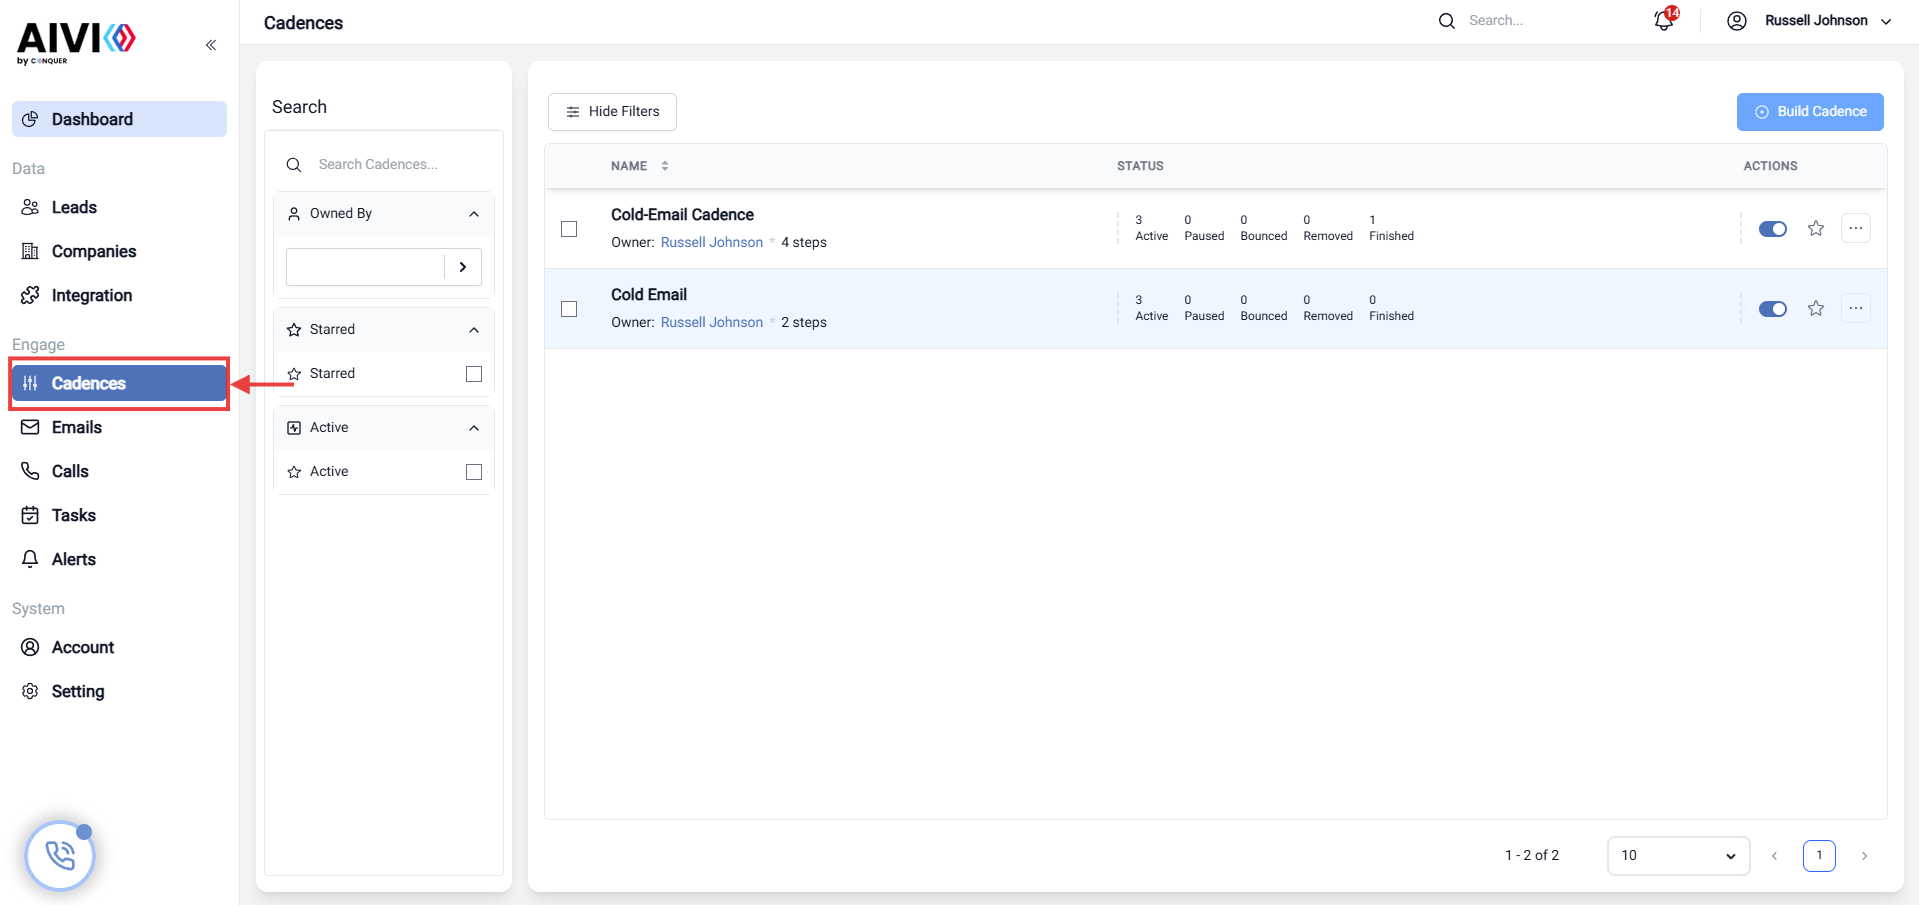 AIVI
by CONQUER
Dashboard
Data
Leads
Companies
Integration
Engage
Cadences
Emails
Calls
Tasks
Alerts
System
Account
Setting
Cadences
Search...
14
Russell Johnson
Search
Search Cadences...
Owned By
Starred
Starred
Active
Active
Hide Filters
Build Cadence
NAME STATUS ACTIONS
Cold-Email Cadence
Owner: Russell Johnson * 4 steps
3 0 0 0 1
Active Paused Bounced Removed Finished
Cold Email
Owner: Russell Johnson * 2 steps
3 0 0 0 0
Active Paused Bounced Removed Finished
1 - 2 of 2 10 1